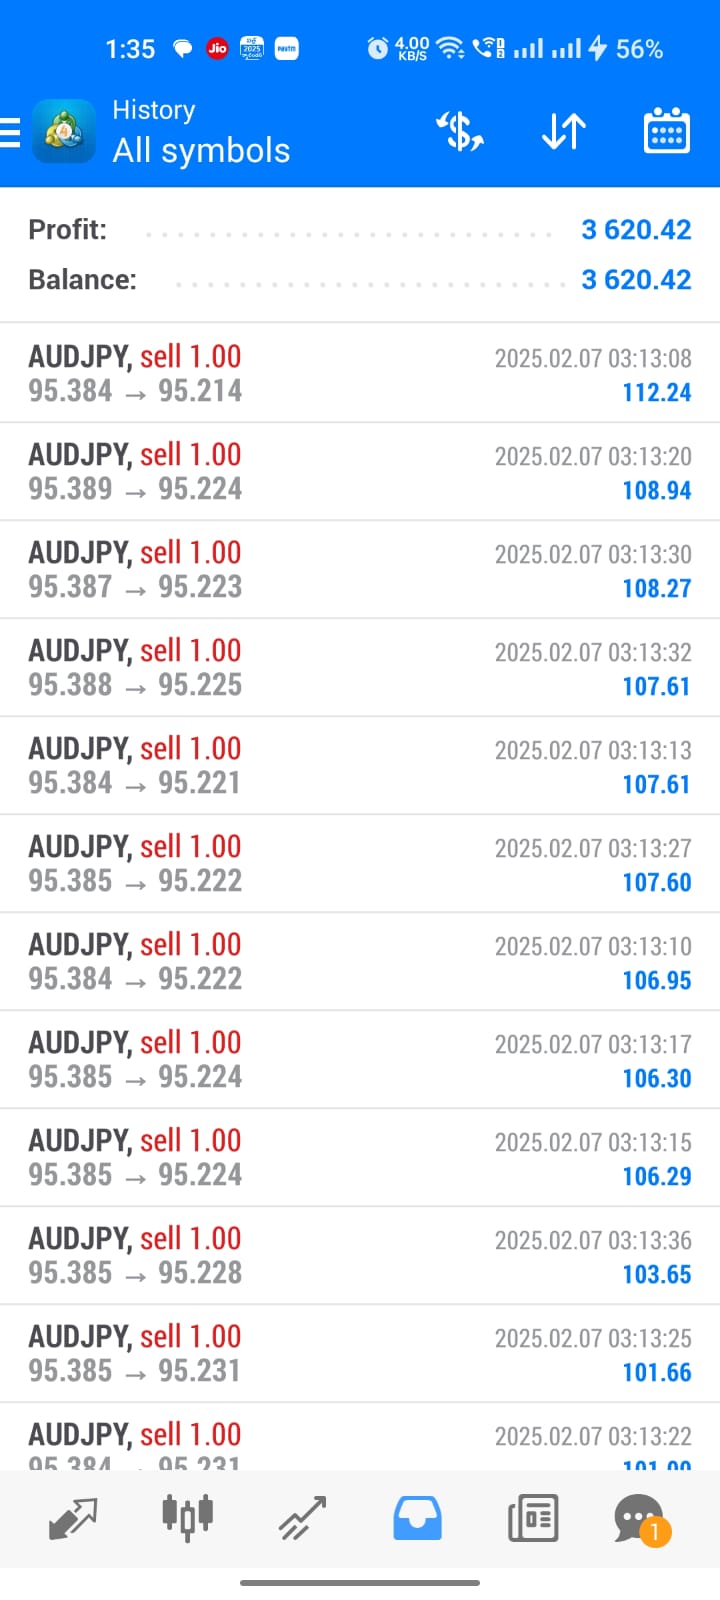 1:35 Jio 2025 Paytm 4.00 KB/S 56%
History
All symbols
Profit: 3 620.42
Balance: 3 620.42
AUDJPY, sell 1.00 2025.02.07 03:13:08
95.384 → 95.214 112.24
AUDJPY, sell 1.00 2025.02.07 03:13:20
95.389 → 95.224 108.94
AUDJPY, sell 1.00 2025.02.07 03:13:30
95.387 → 95.223 108.27
AUDJPY, sell 1.00 2025.02.07 03:13:32
95.388 → 95.225 107.61
AUDJPY, sell 1.00 2025.02.07 03:13:13
95.384 → 95.221 107.61
AUDJPY, sell 1.00 2025.02.07 03:13:27
95.385 → 95.222 107.60
AUDJPY, sell 1.00 2025.02.07 03:13:10
95.384 → 95.222 106.95
AUDJPY, sell 1.00 2025.02.07 03:13:17
95.385 → 95.224 106.30
AUDJPY, sell 1.00 2025.02.07 03:13:15
95.385 → 95.224 106.29
AUDJPY, sell 1.00 2025.02.07 03:13:36
95.385 → 95.228 103.65
AUDJPY, sell 1.00 2025.02.07 03:13:25
95.385 → 95.231 101.66
AUDJPY, sell 1.00 2025.02.07 03:13:22
95.384 → 95.231 101.00
1